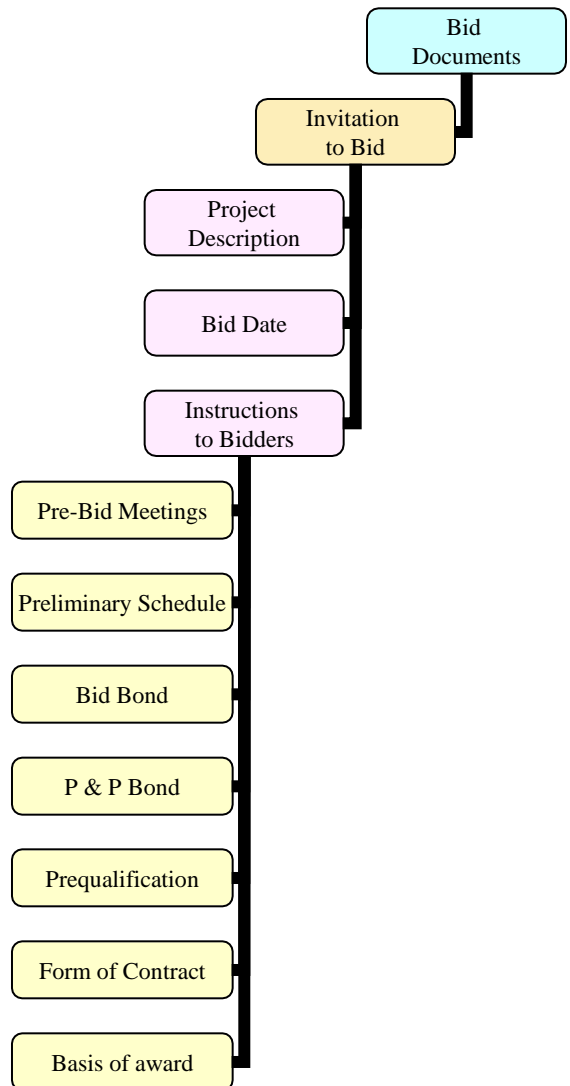 Bid
Documents
Invitation
to Bid
Project
Description
Bid Date
Instructions
to Bidders
Pre-Bid Meetings
Preliminary Schedule
Bid Bond
P & P Bond
Prequalification
Form of Contract
Basis of award